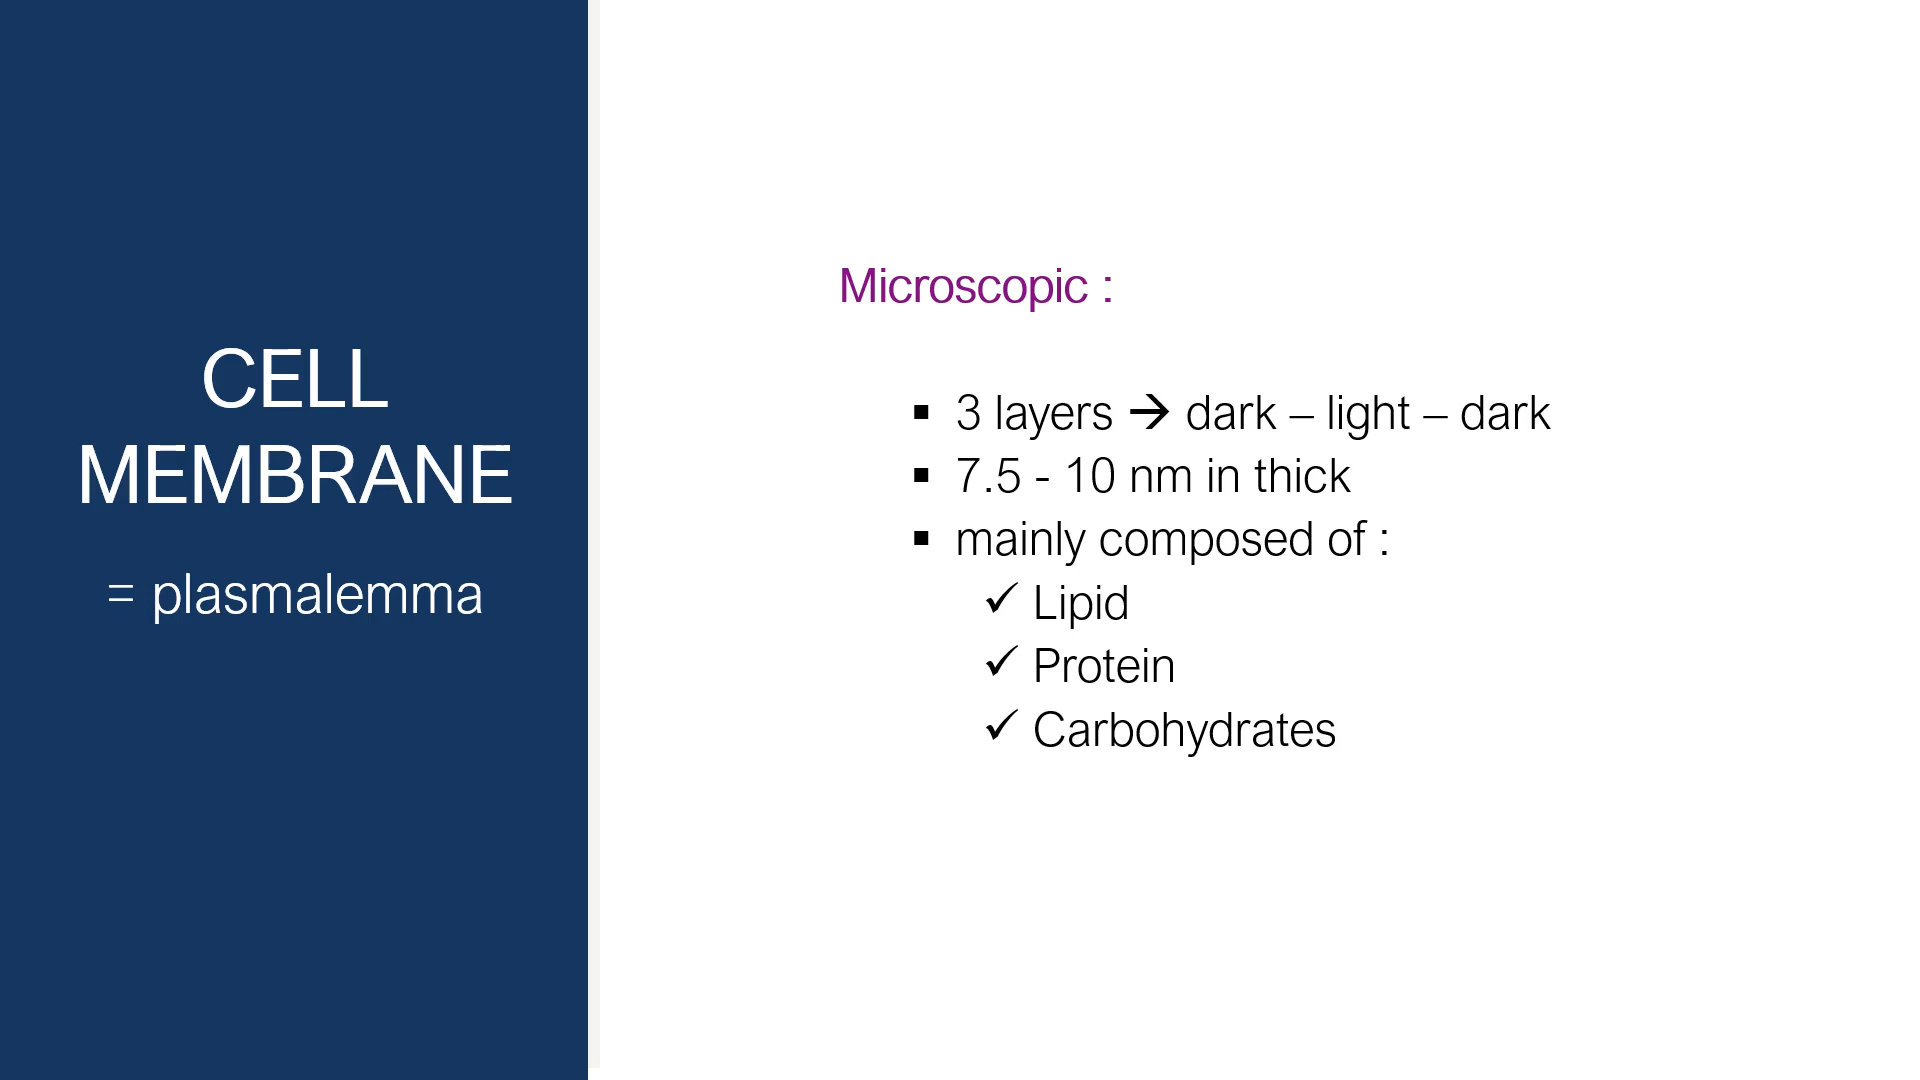 CELL
MEMBRANE
= plasmalemma
Microscopic :
▪ 3 layers → dark – light – dark
▪ 7.5 - 10 nm in thick
▪ mainly composed of :
✓ Lipid
✓ Protein
✓ Carbohydrates